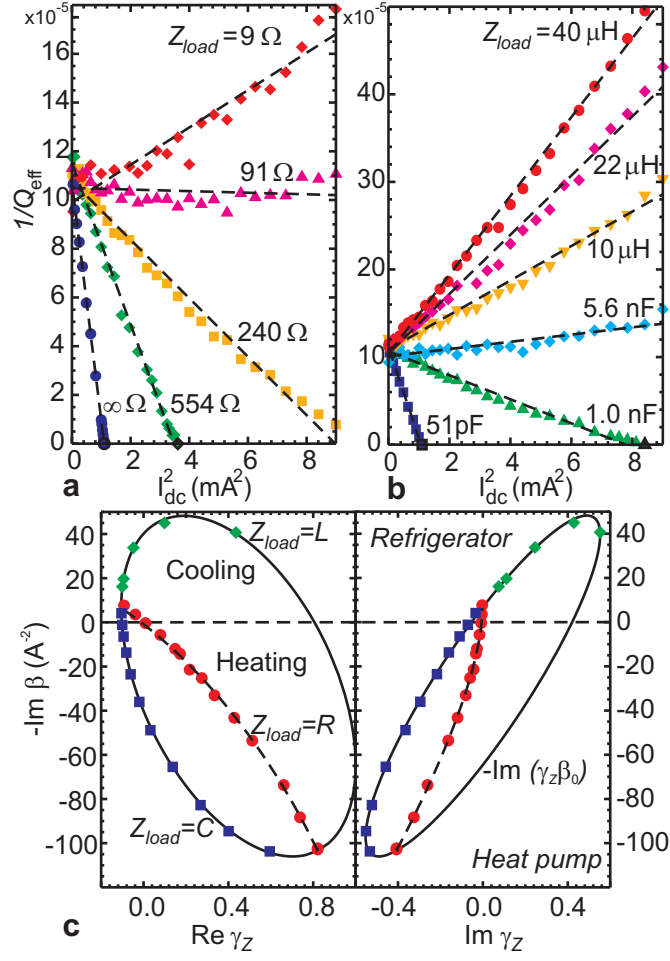 x10⁻⁵
Z_load = 9 Ω
16
14
12
91 Ω
1/Q_eff
10
8
6
240 Ω
4
2
∞ Ω
554 Ω
0
0 2 4 6 8
a
I²_dc (mA²)
x10⁻⁵
Z_load = 40 µH
40
22 µH
30
10 µH
20
5.6 nF
10
51pF
1.0 nF
0
0 2 4 6 8
b
I²_dc (mA²)
40
Z_load=L
20
Cooling
0
-Im β (A⁻²)
-20
Heating
-40
Z_load=R
-60
-80
Z_load=C
-100
0.0 0.4 0.8
c
Re γ_Z
Refrigerator
40
20
0
-20
-40
-60
-Im (γ_Zβ₀)
-80
-100
Heat pump
-0.4 0.0 0.4
Im γ_Z